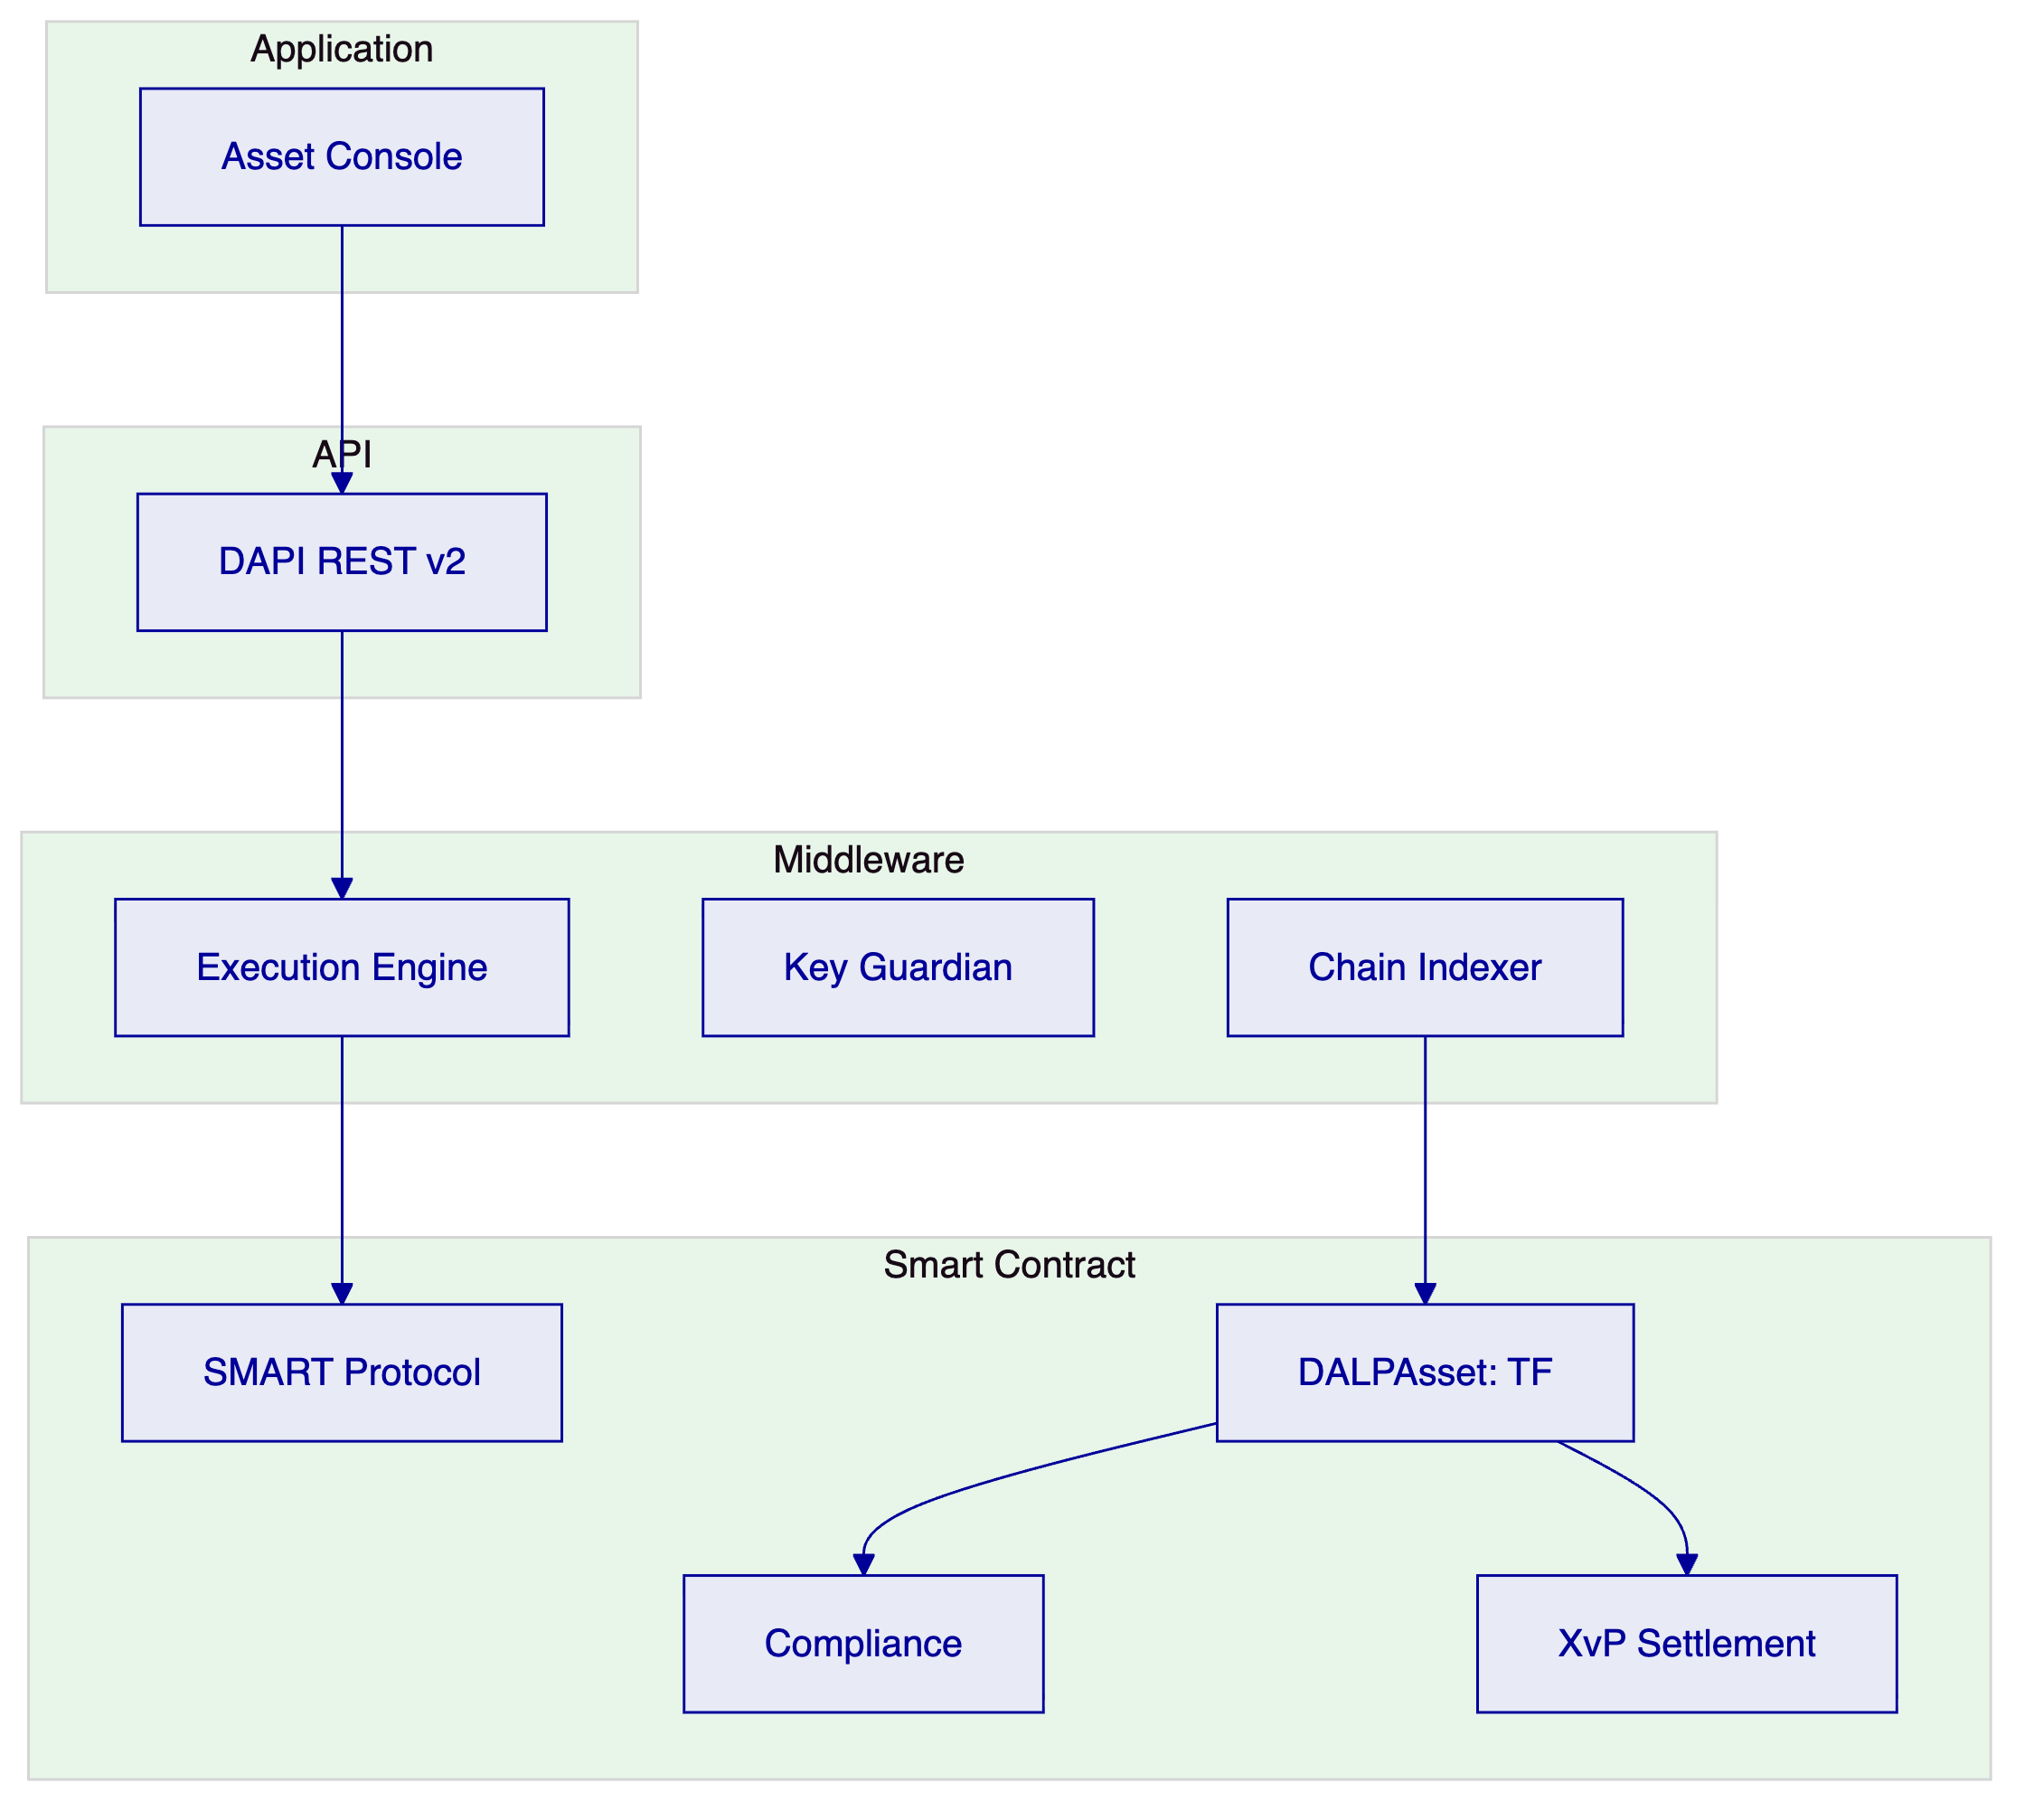 Application
Asset Console
API
DAPI REST v2
Middleware
Execution Engine
Key Guardian
Chain Indexer
Smart Contract
SMART Protocol
DALPAsset: TF
Compliance
XvP Settlement